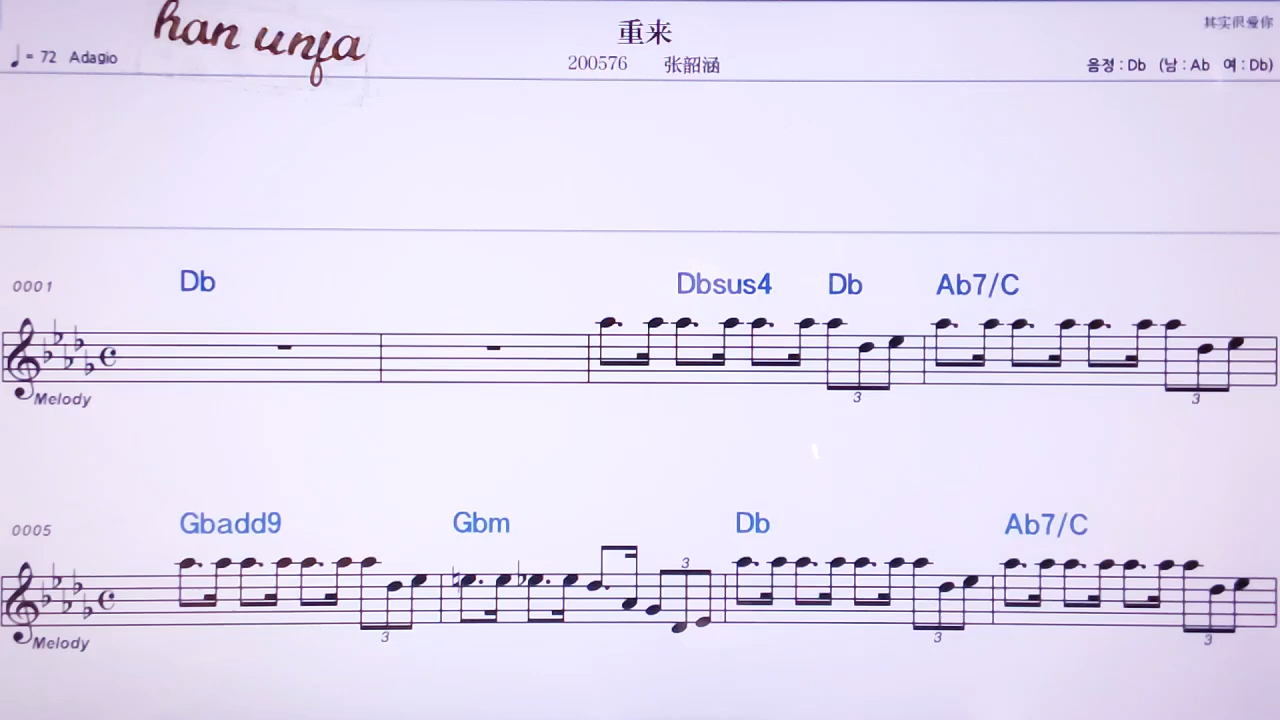 han unfa
重来
其实很爱你
♩= 72 Adagio
200576 张韶涵
음정 : Db (남 : Ab 여 : Db)
0001 Db Dbsus4 Db Ab7/C
Melody
3 3
0005 Gbadd9 Gbm Db Ab7/C
3
Melody
3 3 3